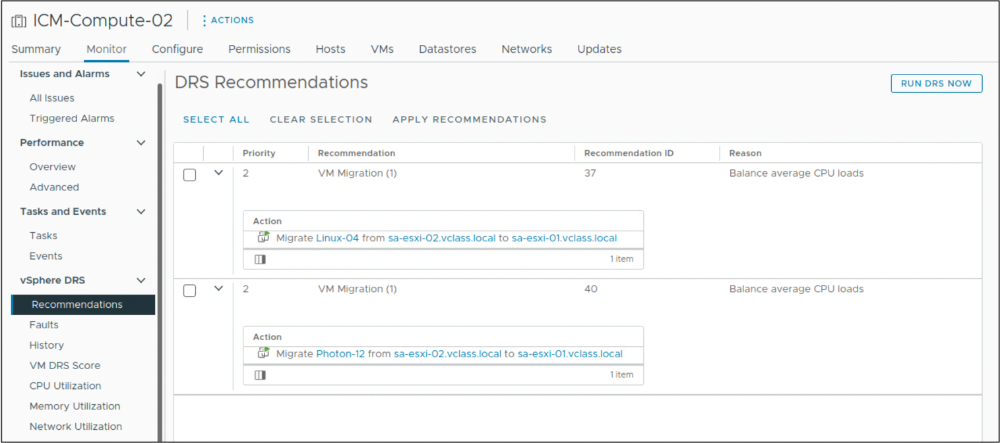 ICM-Compute-02
ACTIONS
Summary Monitor Configure Permissions Hosts VMs Datastores Networks Updates
Issues and Alarms
All Issues
Triggered Alarms
Performance
Overview
Advanced
Tasks and Events
Tasks
Events
vSphere DRS
Recommendations
Faults
History
VM DRS Score
CPU Utilization
Memory Utilization
Network Utilization
DRS Recommendations
RUN DRS NOW
SELECT ALL CLEAR SELECTION APPLY RECOMMENDATIONS
Priority Recommendation Recommendation ID Reason
2 VM Migration (1) 37 Balance average CPU loads
Action
Migrate Linux-04 from sa-esxi-02.vclass.local to sa-esxi-01.vclass.local
1 item
2 VM Migration (1) 40 Balance average CPU loads
Action
Migrate Photon-12 from sa-esxi-02.vclass.local to sa-esxi-01.vclass.local
1 item